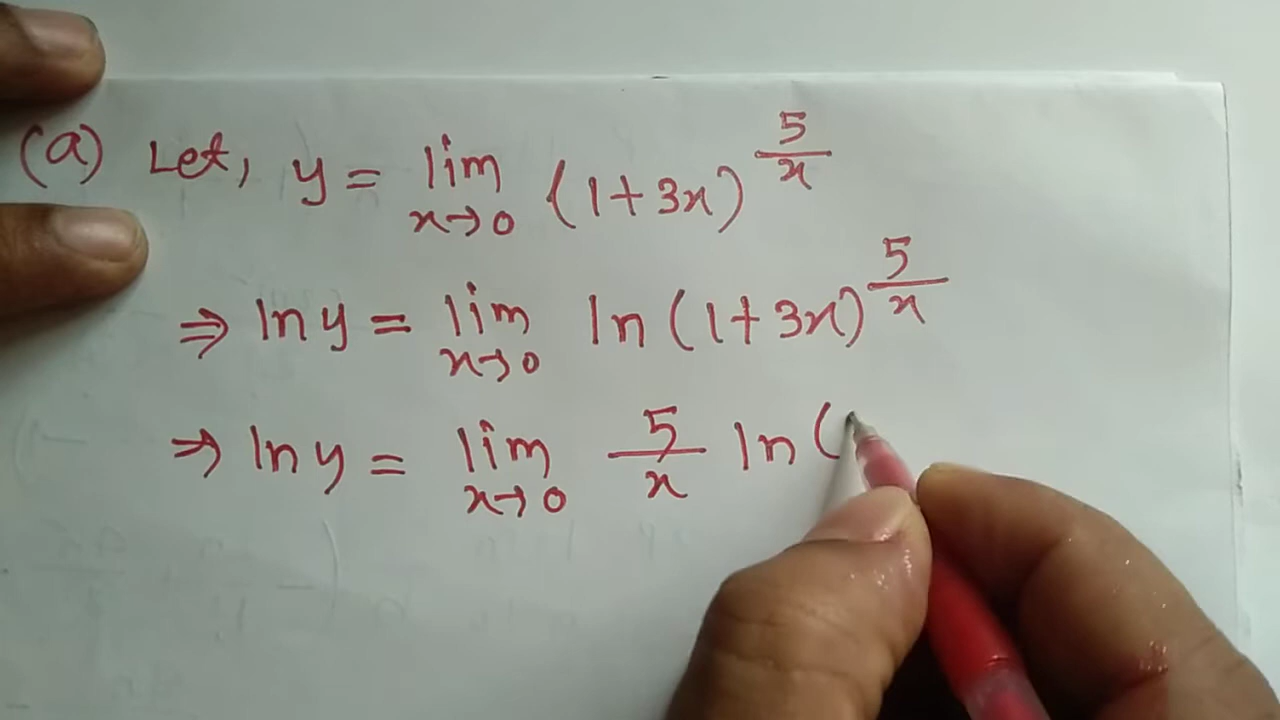 (a) Let, y = lim x→0 (1+3x)^5/x
⇒ ln y = lim x→0 ln (1+3x)^5/x
⇒ ln y = lim x→0 5/x ln (